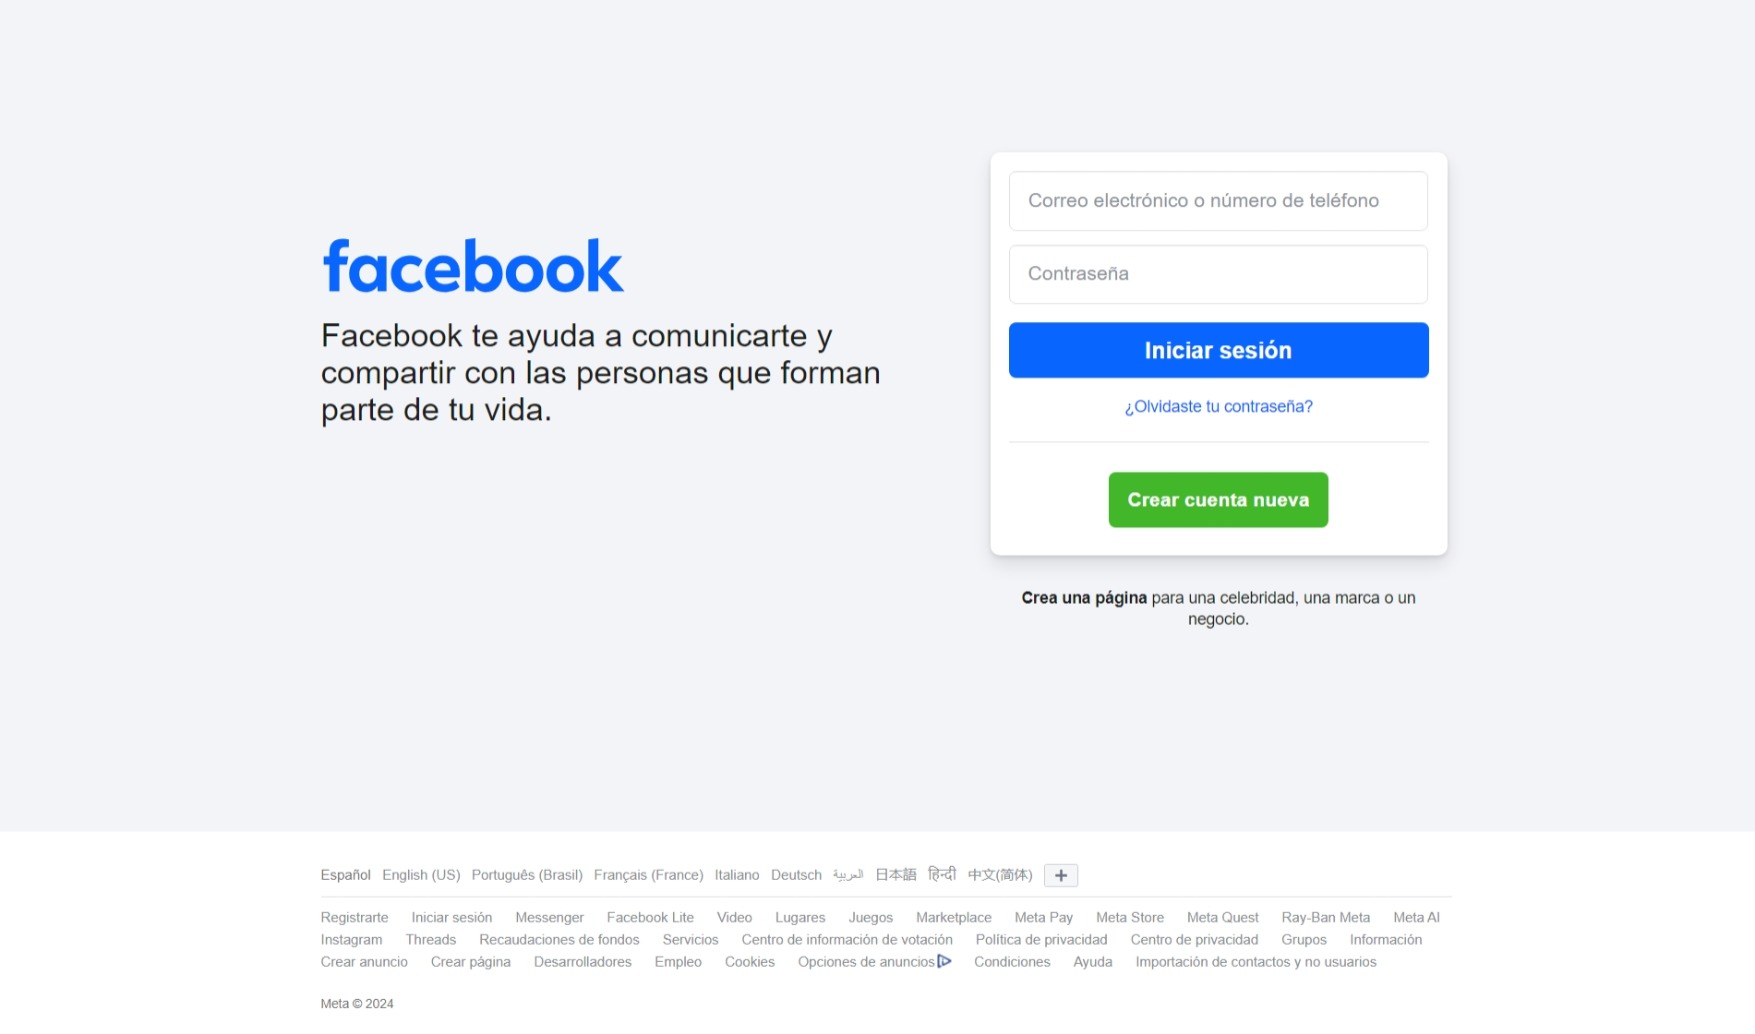 facebook
Facebook te ayuda a comunicarte y
compartir con las personas que forman
parte de tu vida.
Correo electrónico o número de teléfono
Contraseña
Iniciar sesión
¿Olvidaste tu contraseña?
Crear cuenta nueva
Crea una página para una celebridad, una marca o un
negocio.
Español English (US) Português (Brasil) Français (France) Italiano Deutsch العربية 日本語 हिन्दी 中文(简体) +
Registrarte Iniciar sesión Messenger Facebook Lite Video Lugares Juegos Marketplace Meta Pay Meta Store Meta Quest Ray-Ban Meta Meta AI
Instagram Threads Recaudaciones de fondos Servicios Centro de información de votación Política de privacidad Centro de privacidad Grupos Información
Crear anuncio Crear página Desarrolladores Empleo Cookies Opciones de anuncios Condiciones Ayuda Importación de contactos y no usuarios
Meta © 2024